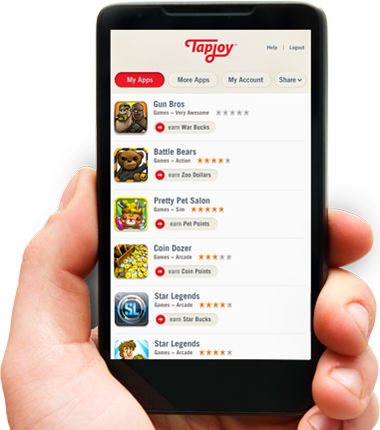 Tapjoy™
Help | Logout
My Apps More Apps My Account Share
Gun Bros
Games – Very Awesome
earn War Bucks
Battle Bears
Games – Action
earn Zoo Dollars
Pretty Pet Salon
Games – Sim
earn Pet Points
Coin Dozer
Games – Arcade
earn Coin Points
SL
Star Legends
Games – Arcade
earn Star Bucks
Star Legends
Games – Arcade